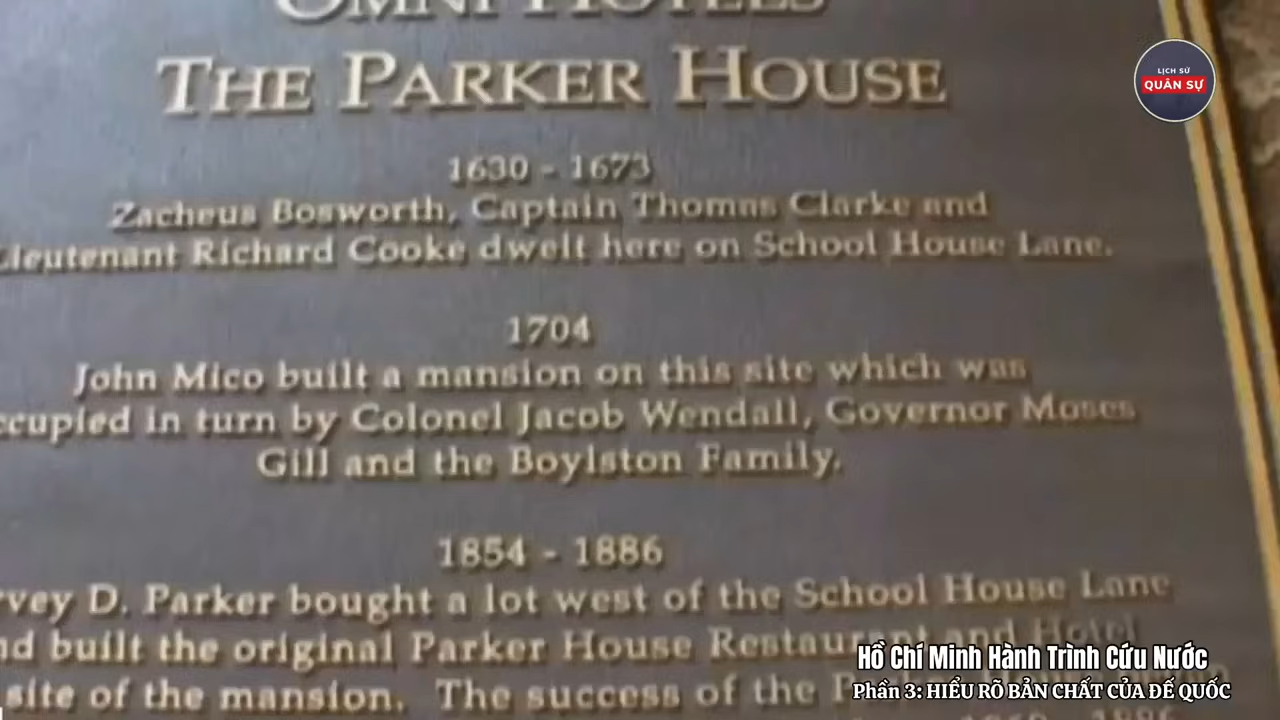 OMNI HOTELS
THE PARKER HOUSE
LỊCH SỬ
QUÂN SỰ
1630 - 1673
Zacheus Bosworth, Captain Thomas Clarke and
Lieutenant Richard Cooke dwelt here on School House Lane.
1704
John Mico built a mansion on this site which was
ccupied in turn by Colonel Jacob Wendall, Governor Moses
Gill and the Boylston Family.
1854 - 1886
rvey D. Parker bought a lot west of the School House Lane
nd built the original Parker House Restaurant and Hotel
site of the mansion. The success of the
Hồ Chí Minh Hành Trình Cứu Nước
Phần 3: HIỂU RÕ BẢN CHẤT CỦA ĐẾ QUỐC